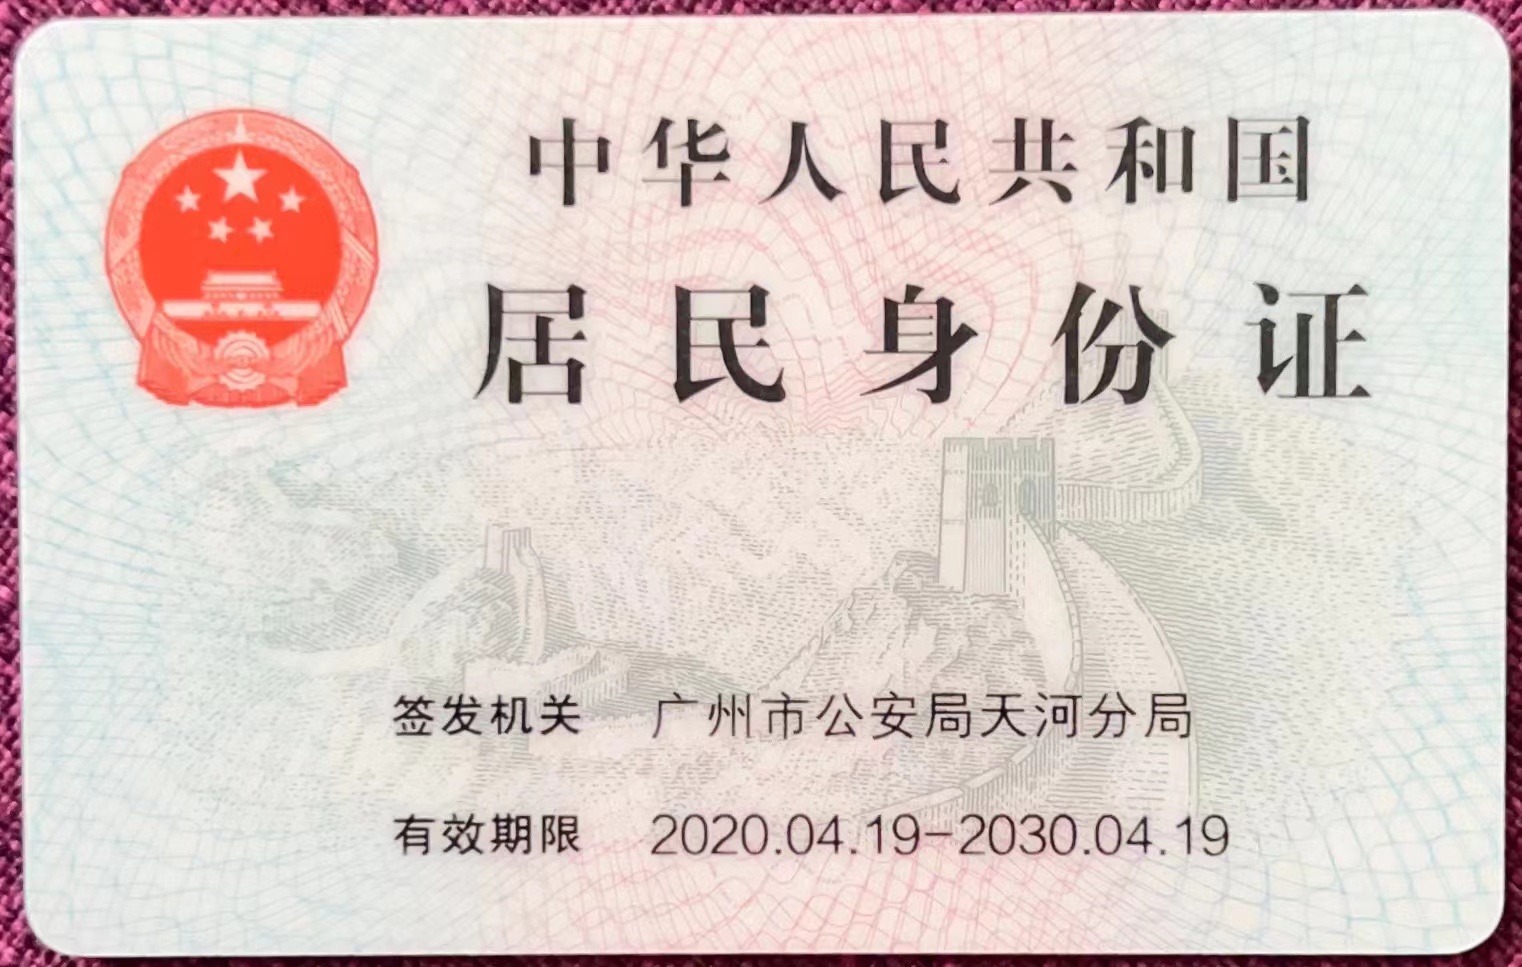 中华人民共和国
居民身份证
签发机关 广州市公安局天河分局
有效期限 2020.04.19-2030.04.19